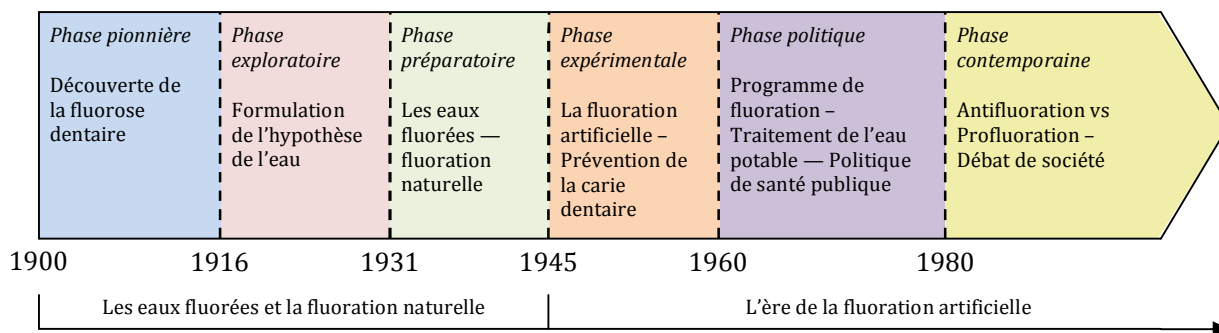 Phase pionnière
Découverte de
la fluorose
dentaire
Phase
exploratoire
Formulation
de l’hypothèse
de l’eau
Phase
préparatoire
Les eaux
fluorées —
fluoration
naturelle
Phase
expérimentale
La fluoration
artificielle –
Prévention de
la carie
dentaire
Phase politique
Programme de
fluoration –
Traitement de l’eau
potable — Politique
de santé publique
Phase
contemporaine
Antifluoration vs
Profluoration –
Débat de société
1900
1916
1931
1945
1960
1980
Les eaux fluorées et la fluoration naturelle
L’ère de la fluoration artificielle